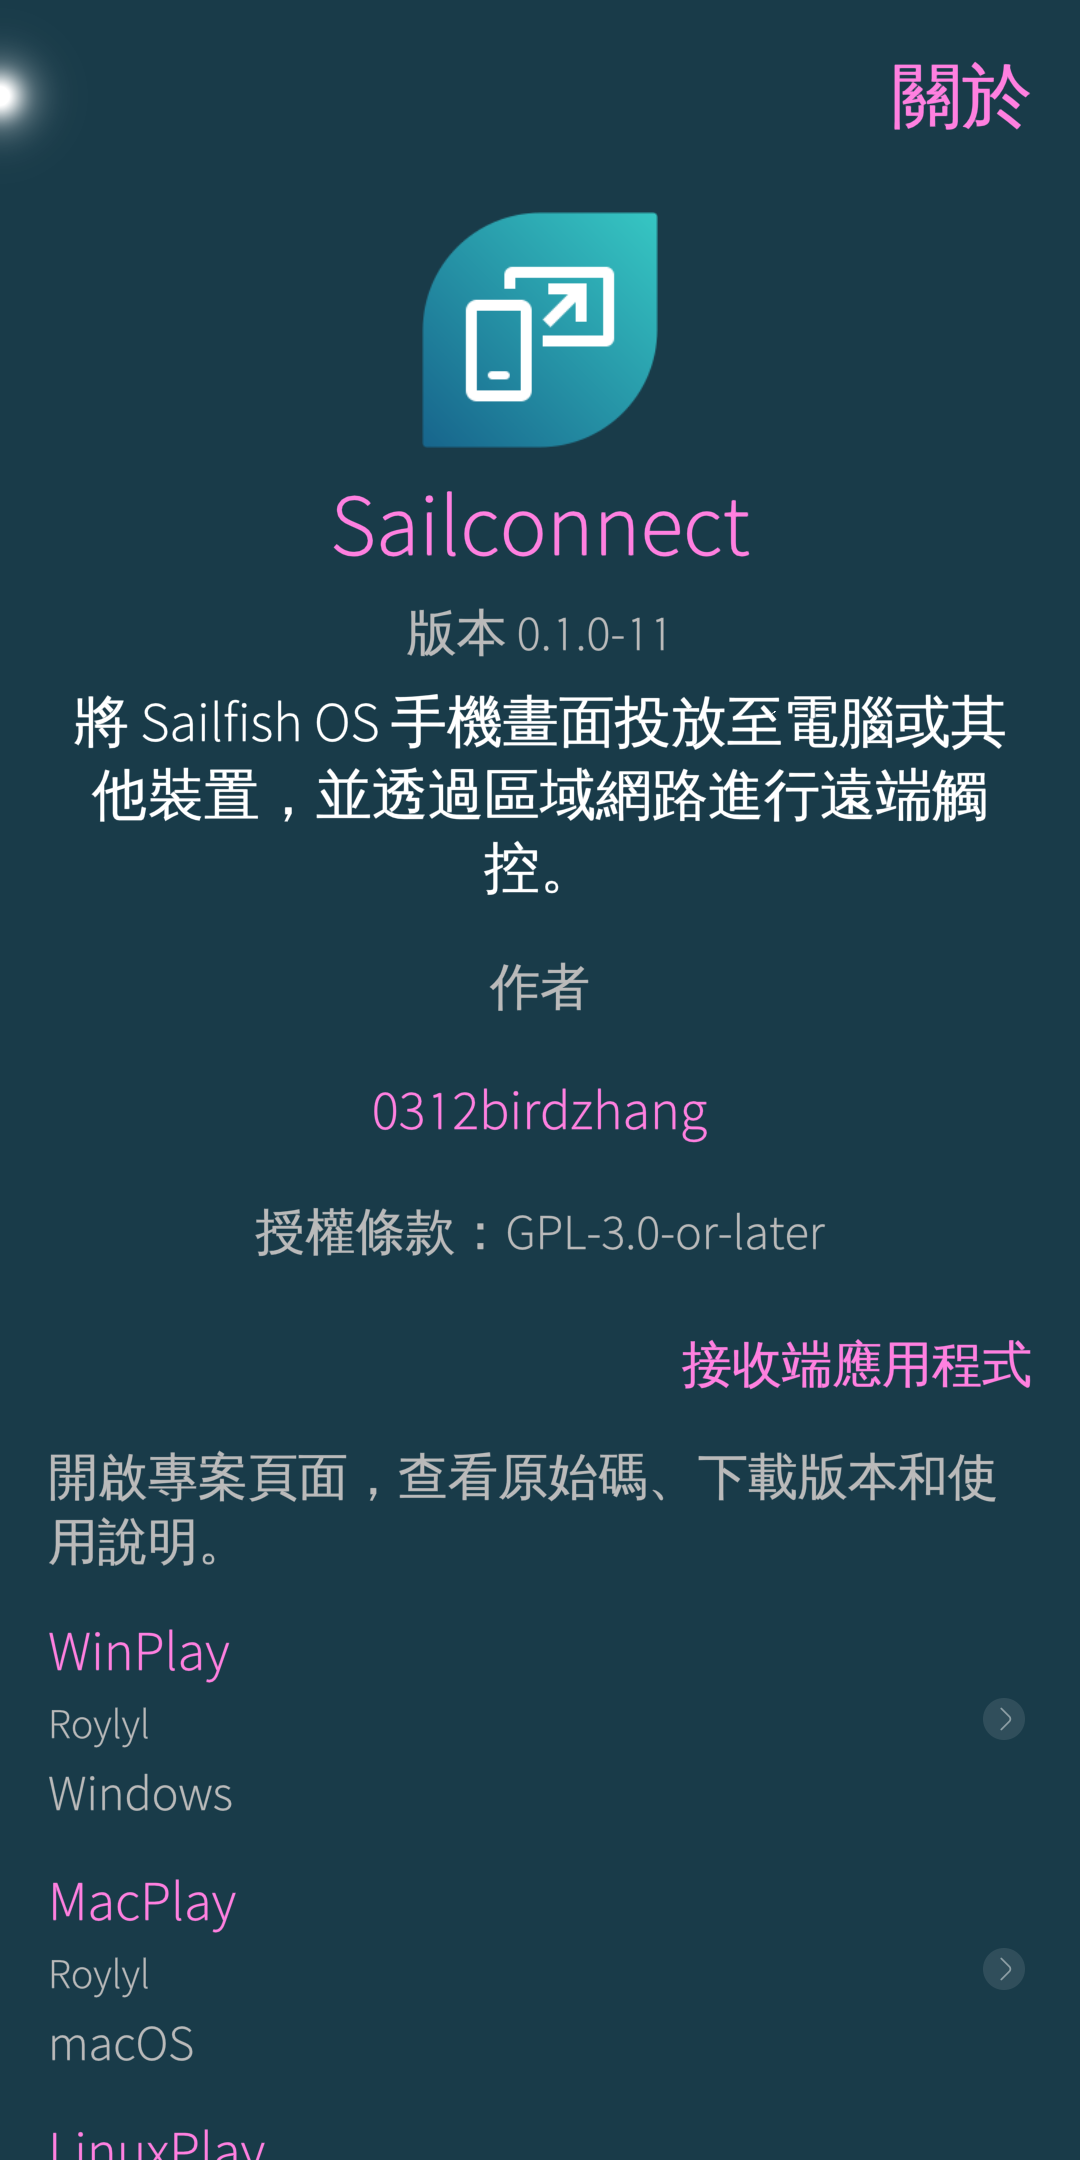 關於
Sailconnect
版本 0.1.0-11
將 Sailfish OS 手機畫面投放至電腦或其
他裝置，並透過區域網路進行遠端觸
控。
作者
0312birdzhang
授權條款：GPL-3.0-or-later
接收端應用程式
開啟專案頁面，查看原始碼、下載版本和使
用說明。
WinPlay
Roylyl
Windows
MacPlay
Roylyl
macOS
LinuxPlay